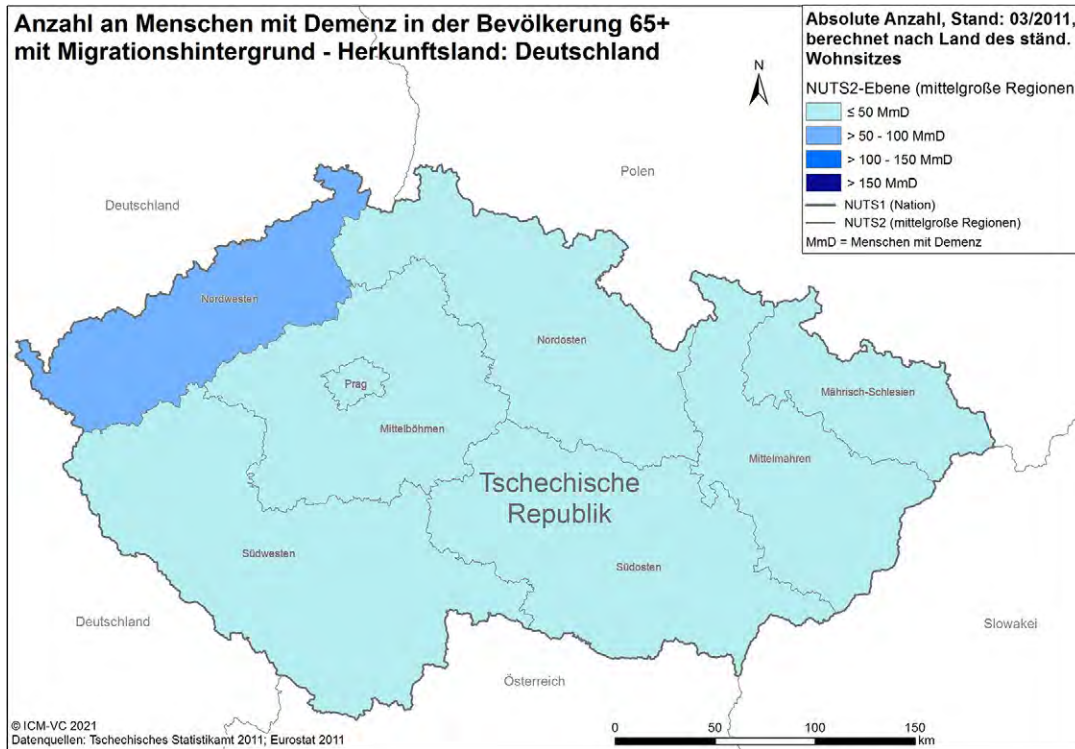 Anzahl an Menschen mit Demenz in der Bevölkerung 65+
mit Migrationshintergrund - Herkunftsland: Deutschland
Absolute Anzahl, Stand: 03/2011,
berechnet nach Land des ständ.
Wohnsitzes
NUTS2-Ebene (mittelgroße Regionen
≤ 50 MmD
> 50 - 100 MmD
> 100 - 150 MmD
> 150 MmD
NUTS1 (Nation)
NUTS2 (mittelgroße Regionen)
MmD = Menschen mit Demenz
N
Polen
Deutschland
Nordwesten
Nordosten
Prag
Mährisch-Schlesien
Mittelböhmen
Mittelmähren
Tschechische
Republik
Südwesten
Südosten
Deutschland
Slowakei
Österreich
© ICM-VC 2021
Datenquellen: Tschechisches Statistikamt 2011; Eurostat 2011
0 50 100 150
km